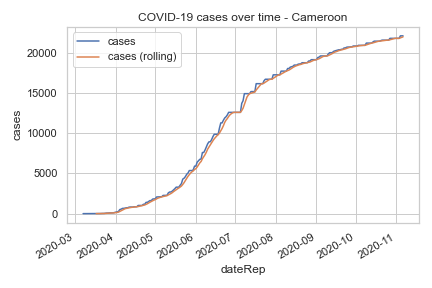 COVID-19 cases over time - Cameroon
cases
cases (rolling)
20000
15000
10000
5000
0
cases
2020-03
2020-04
2020-05
2020-06
2020-07
2020-08
2020-09
2020-10
2020-11
dateRep